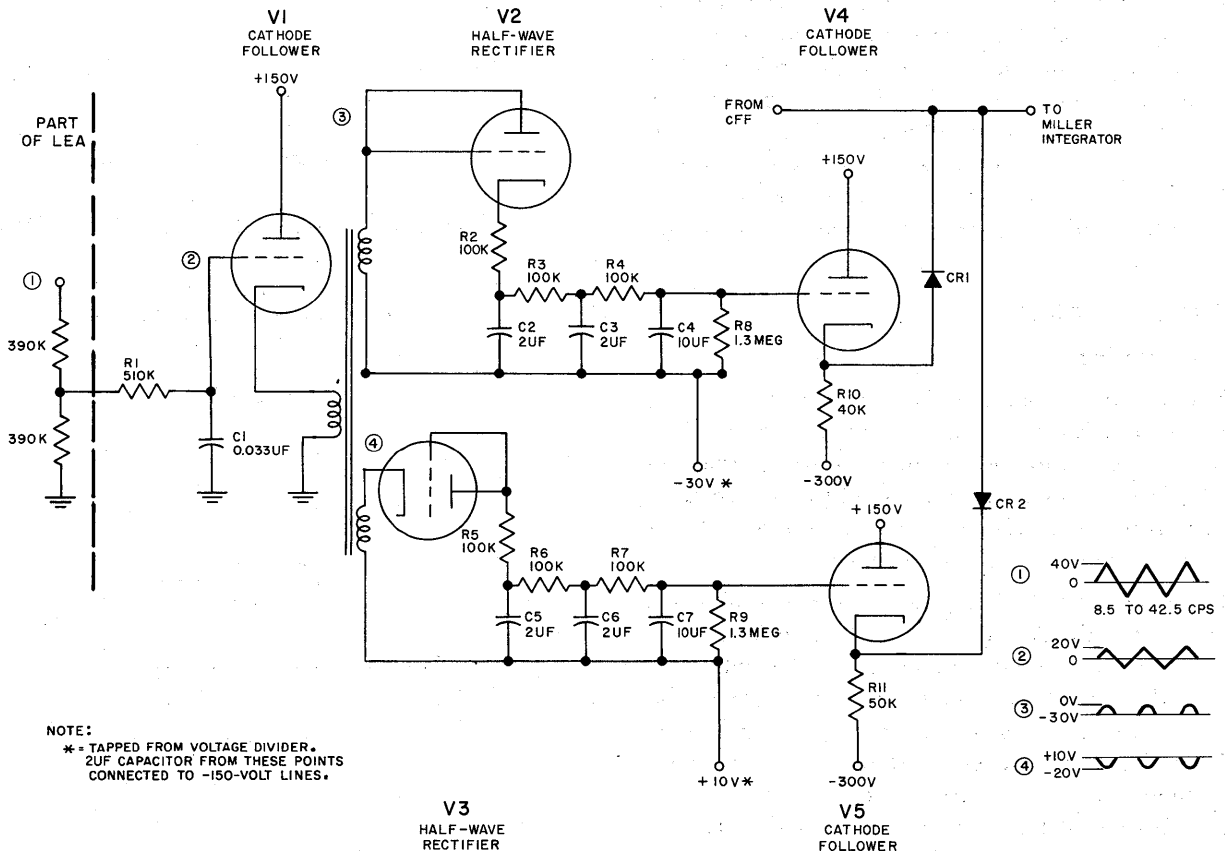 V1
CATHODE
FOLLOWER
+150V
V2
HALF-WAVE
RECTIFIER
V4
CATHODE
FOLLOWER
PART
OF LEA
③
FROM
CFF
TO
MILLER
INTEGRATOR
+150V
②
①
R2
100K
R3
100K
R4
100K
CR1
390K
R1
510K
C2
2UF
C3
2UF
C4
10UF
R8
1.3 MEG
R10
40K
390K
C1
0.033UF
④
-30V *
-300V
CR 2
+150V
R5
100K
R6
100K
R7
100K
C5
2UF
C6
2UF
C7
10UF
R9
1.3MEG
R11
50K
① 40V
0
8.5 TO 42.5 CPS
② 20V
0
③ 0V
-30V
④ +10V
-20V
NOTE:
* = TAPPED FROM VOLTAGE DIVIDER.
2UF CAPACITOR FROM THESE POINTS
CONNECTED TO -150-VOLT LINES.
+10V*
-300V
V3
HALF-WAVE
RECTIFIER
V5
CATHODE
FOLLOWER